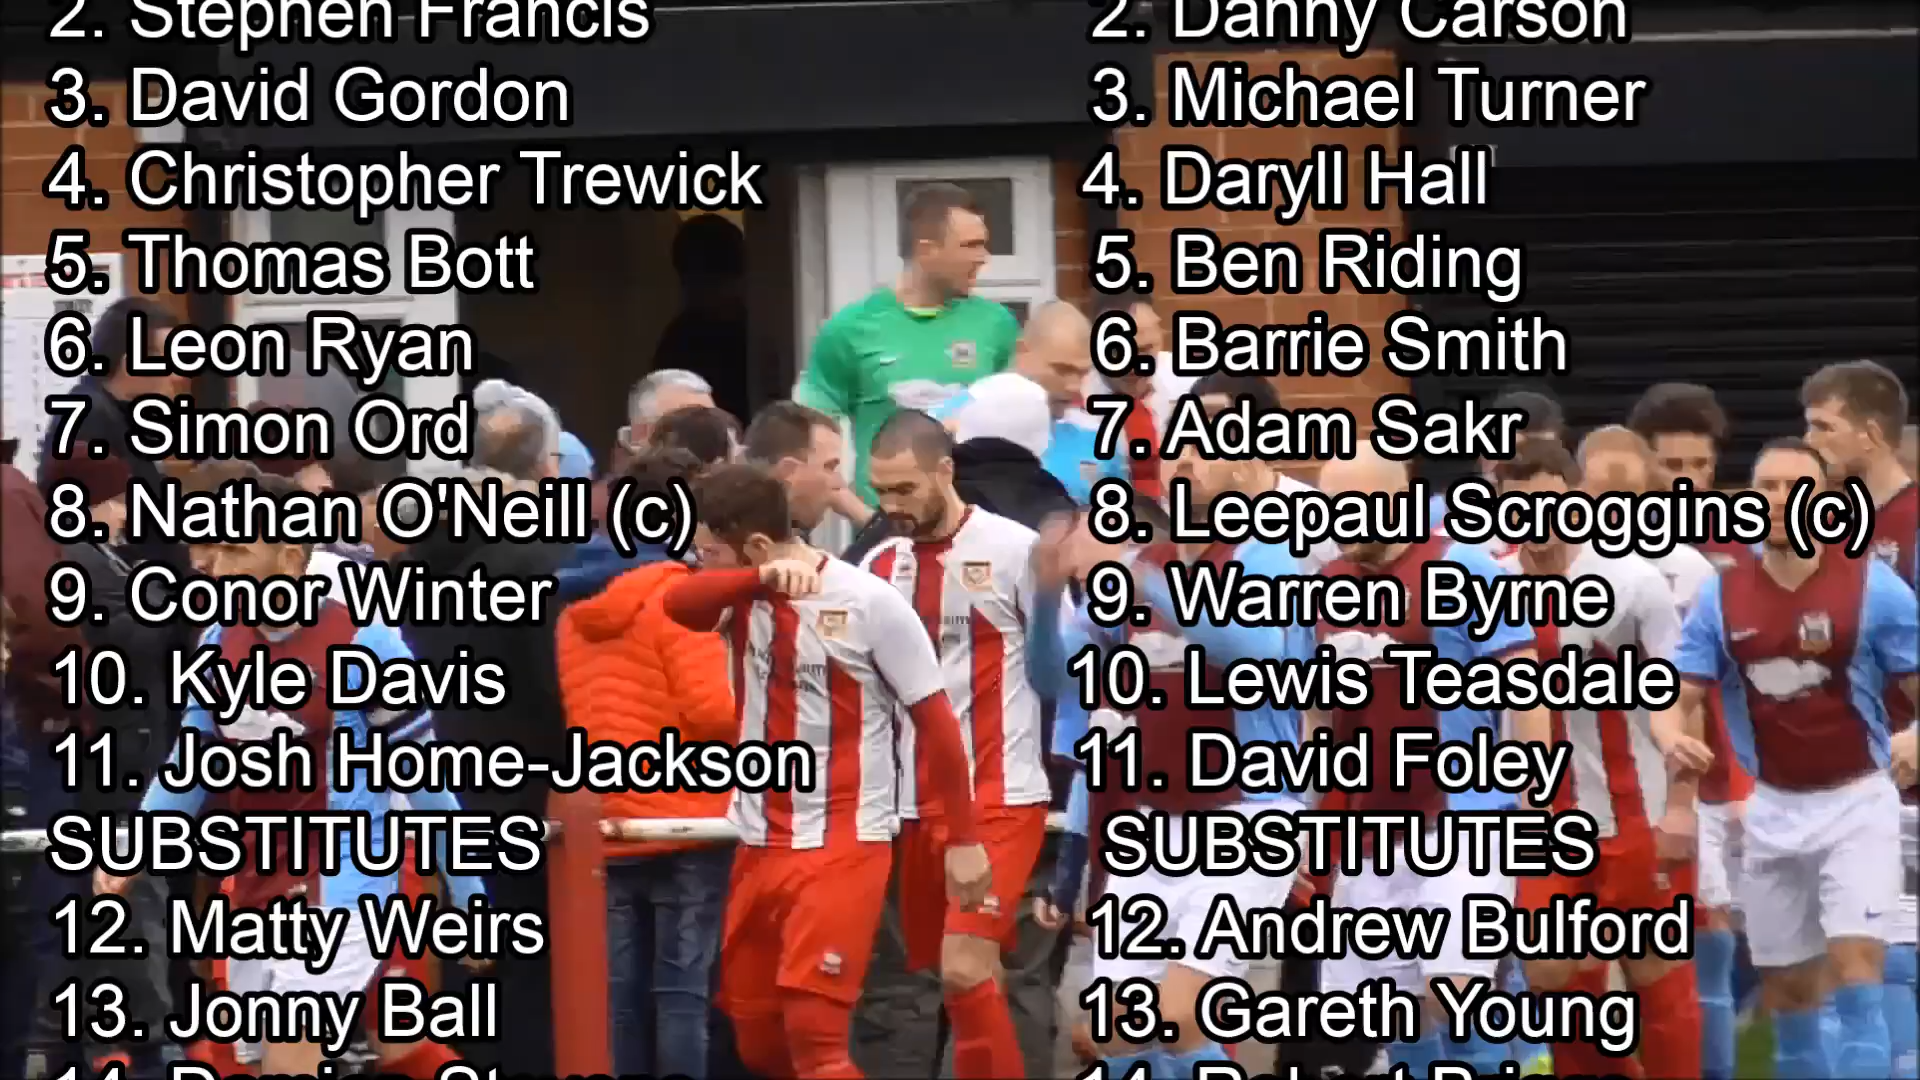 2. Stephen Francis
3. David Gordon
4. Christopher Trewick
5. Thomas Bott
6. Leon Ryan
7. Simon Ord
8. Nathan O'Neill (c)
9. Conor Winter
10. Kyle Davis
11. Josh Home-Jackson
SUBSTITUTES
12. Matty Weirs
13. Jonny Ball
14.
2. Danny Carson
3. Michael Turner
4. Daryll Hall
5. Ben Riding
6. Barrie Smith
7. Adam Sakr
8. Leepaul Scroggins (c)
9. Warren Byrne
10. Lewis Teasdale
11. David Foley
SUBSTITUTES
12. Andrew Bulford
13. Gareth Young
14.